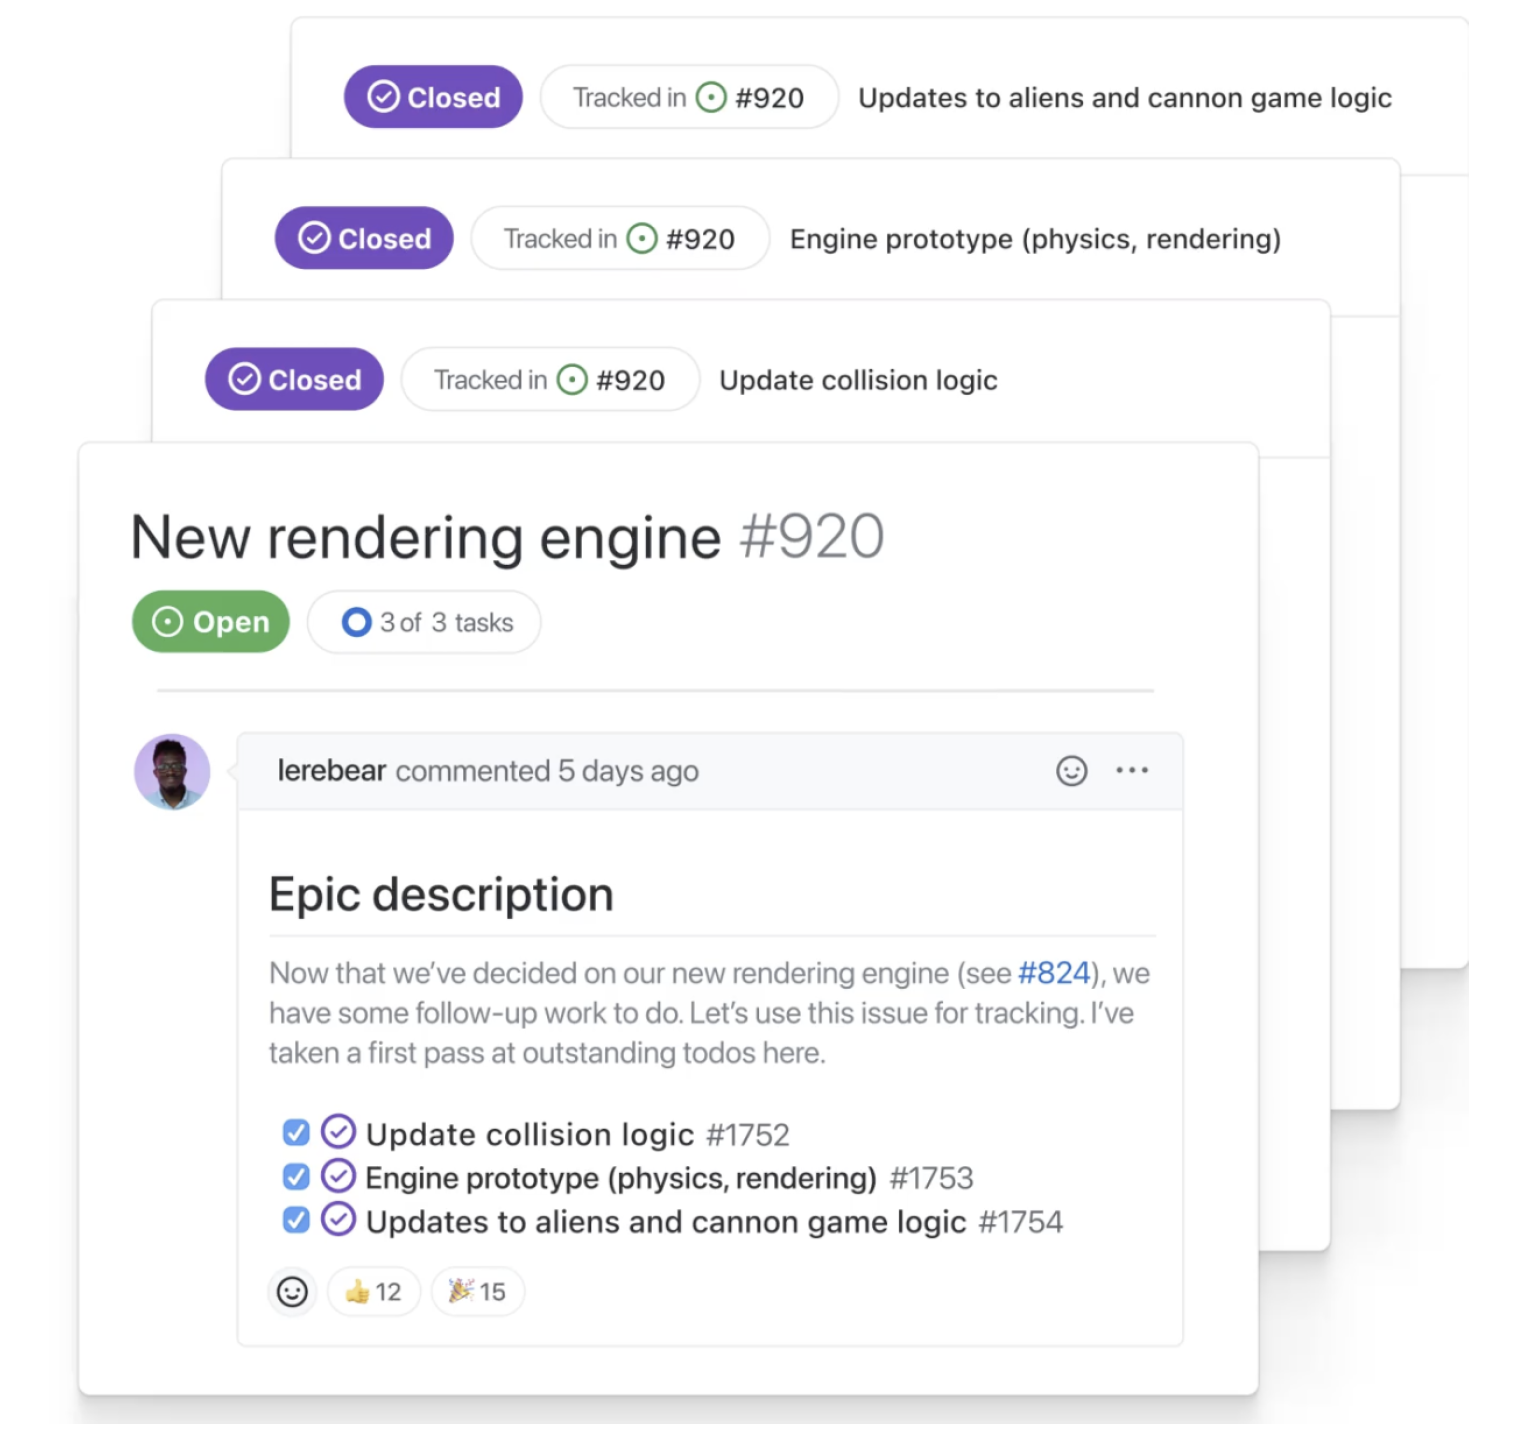 Closed Tracked in #920 Updates to aliens and cannon game logic
Closed Tracked in #920 Engine prototype (physics, rendering)
Closed Tracked in #920 Update collision logic
New rendering engine #920
Open 3 of 3 tasks
lerebear commented 5 days ago
Epic description
Now that we’ve decided on our new rendering engine (see #824), we
have some follow-up work to do. Let’s use this issue for tracking. I’ve
taken a first pass at outstanding todos here.
Update collision logic #1752
Engine prototype (physics, rendering) #1753
Updates to aliens and cannon game logic #1754
12 15